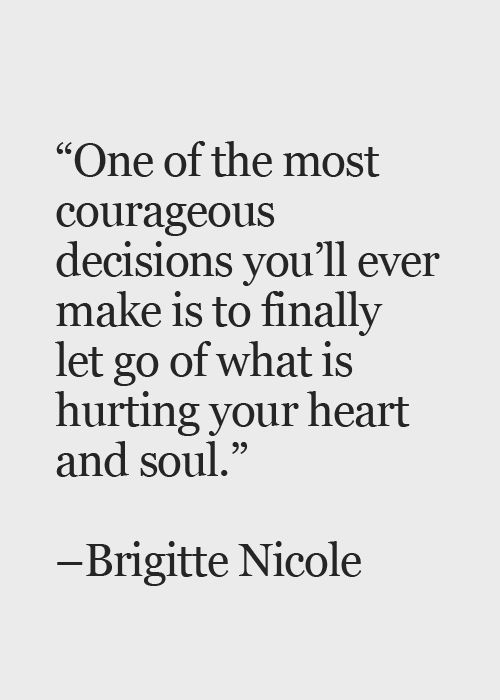 “One of the most
courageous
decisions you’ll ever
make is to finally
let go of what is
hurting your heart
and soul.”
–Brigitte Nicole